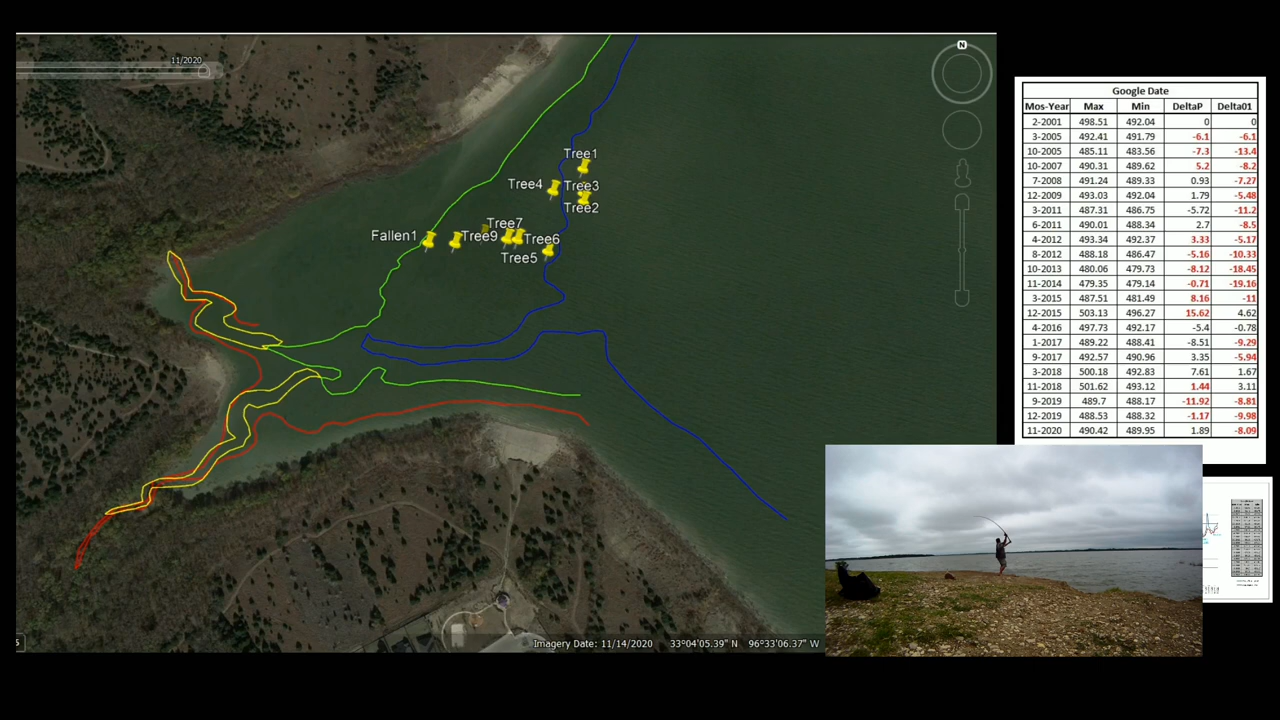 11/2020
N
Tree1
Tree4
Tree3
Tree2
Tree7
Fallen1
Tree9
Tree6
Tree5
Imagery Date: 11/14/2020 33°04'05.39" N 96°33'06.37" W
Google Date
Mos-Year Max Min DeltaP Delta01
2-2001 498.51 492.04 0 0
3-2005 492.41 491.79 -6.1 -6.1
10-2005 485.11 483.56 -7.3 -13.4
10-2007 490.31 489.62 5.2 -8.2
7-2008 491.24 489.33 0.93 -7.27
12-2009 493.03 492.04 1.79 -5.48
3-2011 487.31 486.75 -5.72 -11.2
6-2011 490.01 488.34 2.7 -8.5
4-2012 493.34 492.37 3.33 -5.17
8-2012 488.18 486.47 -5.16 -10.33
10-2013 480.06 479.73 -8.12 -18.45
11-2014 479.35 479.14 -0.71 -19.16
3-2015 487.51 481.49 8.16 -11
12-2015 503.13 496.27 15.62 4.62
4-2016 497.73 492.17 -5.4 -0.78
1-2017 489.22 488.41 -8.51 -9.29
9-2017 492.57 490.96 3.35 -5.94
3-2018 500.18 492.83 7.61 1.67
11-2018 501.62 493.12 1.44 3.11
9-2019 489.7 488.17 -11.92 -8.81
12-2019 488.53 488.32 -1.17 -9.98
11-2020 490.42 489.95 1.89 -8.09